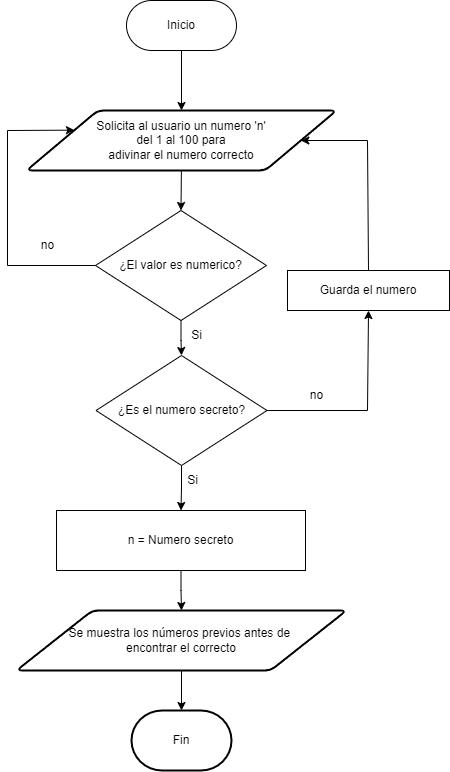 Inicio
Solicita al usuario un numero 'n'
del 1 al 100 para
adivinar el numero correcto
no
¿El valor es numerico?
Guarda el numero
Si
¿Es el numero secreto?
no
Si
n = Numero secreto
Se muestra los números previos antes de
encontrar el correcto
Fin